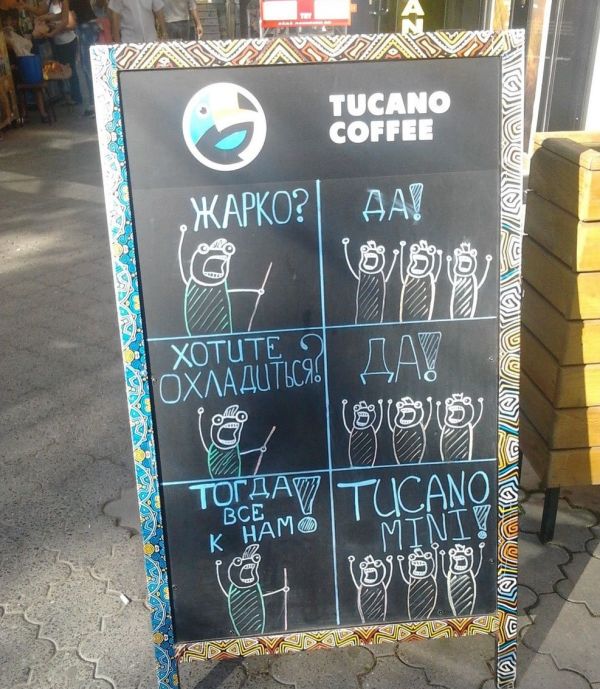 TUCANO
COFFEE
ЖАРКО?
ДА!
ХОТИТЕ
ОХЛАДИТЬСЯ?
ДА!
ТОГДА
ВСЕ
К НАМ!
TUCANO
MINI!